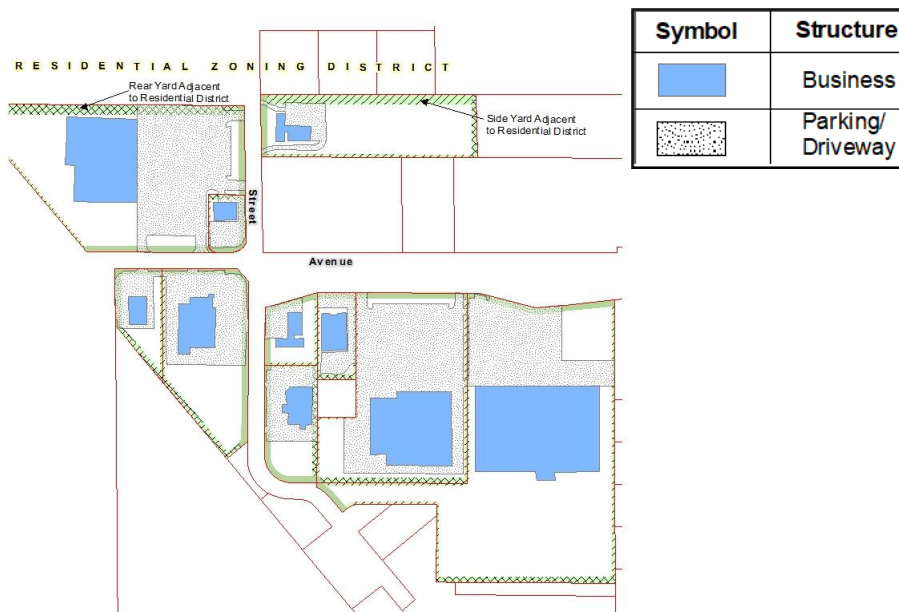 RESIDENTIAL ZONING DISTRICT
Rear Yard Adjacent
to Residential District
Side Yard Adjacent
to Residential District
Street
Avenue
Symbol Structure
Business
Parking/
Driveway